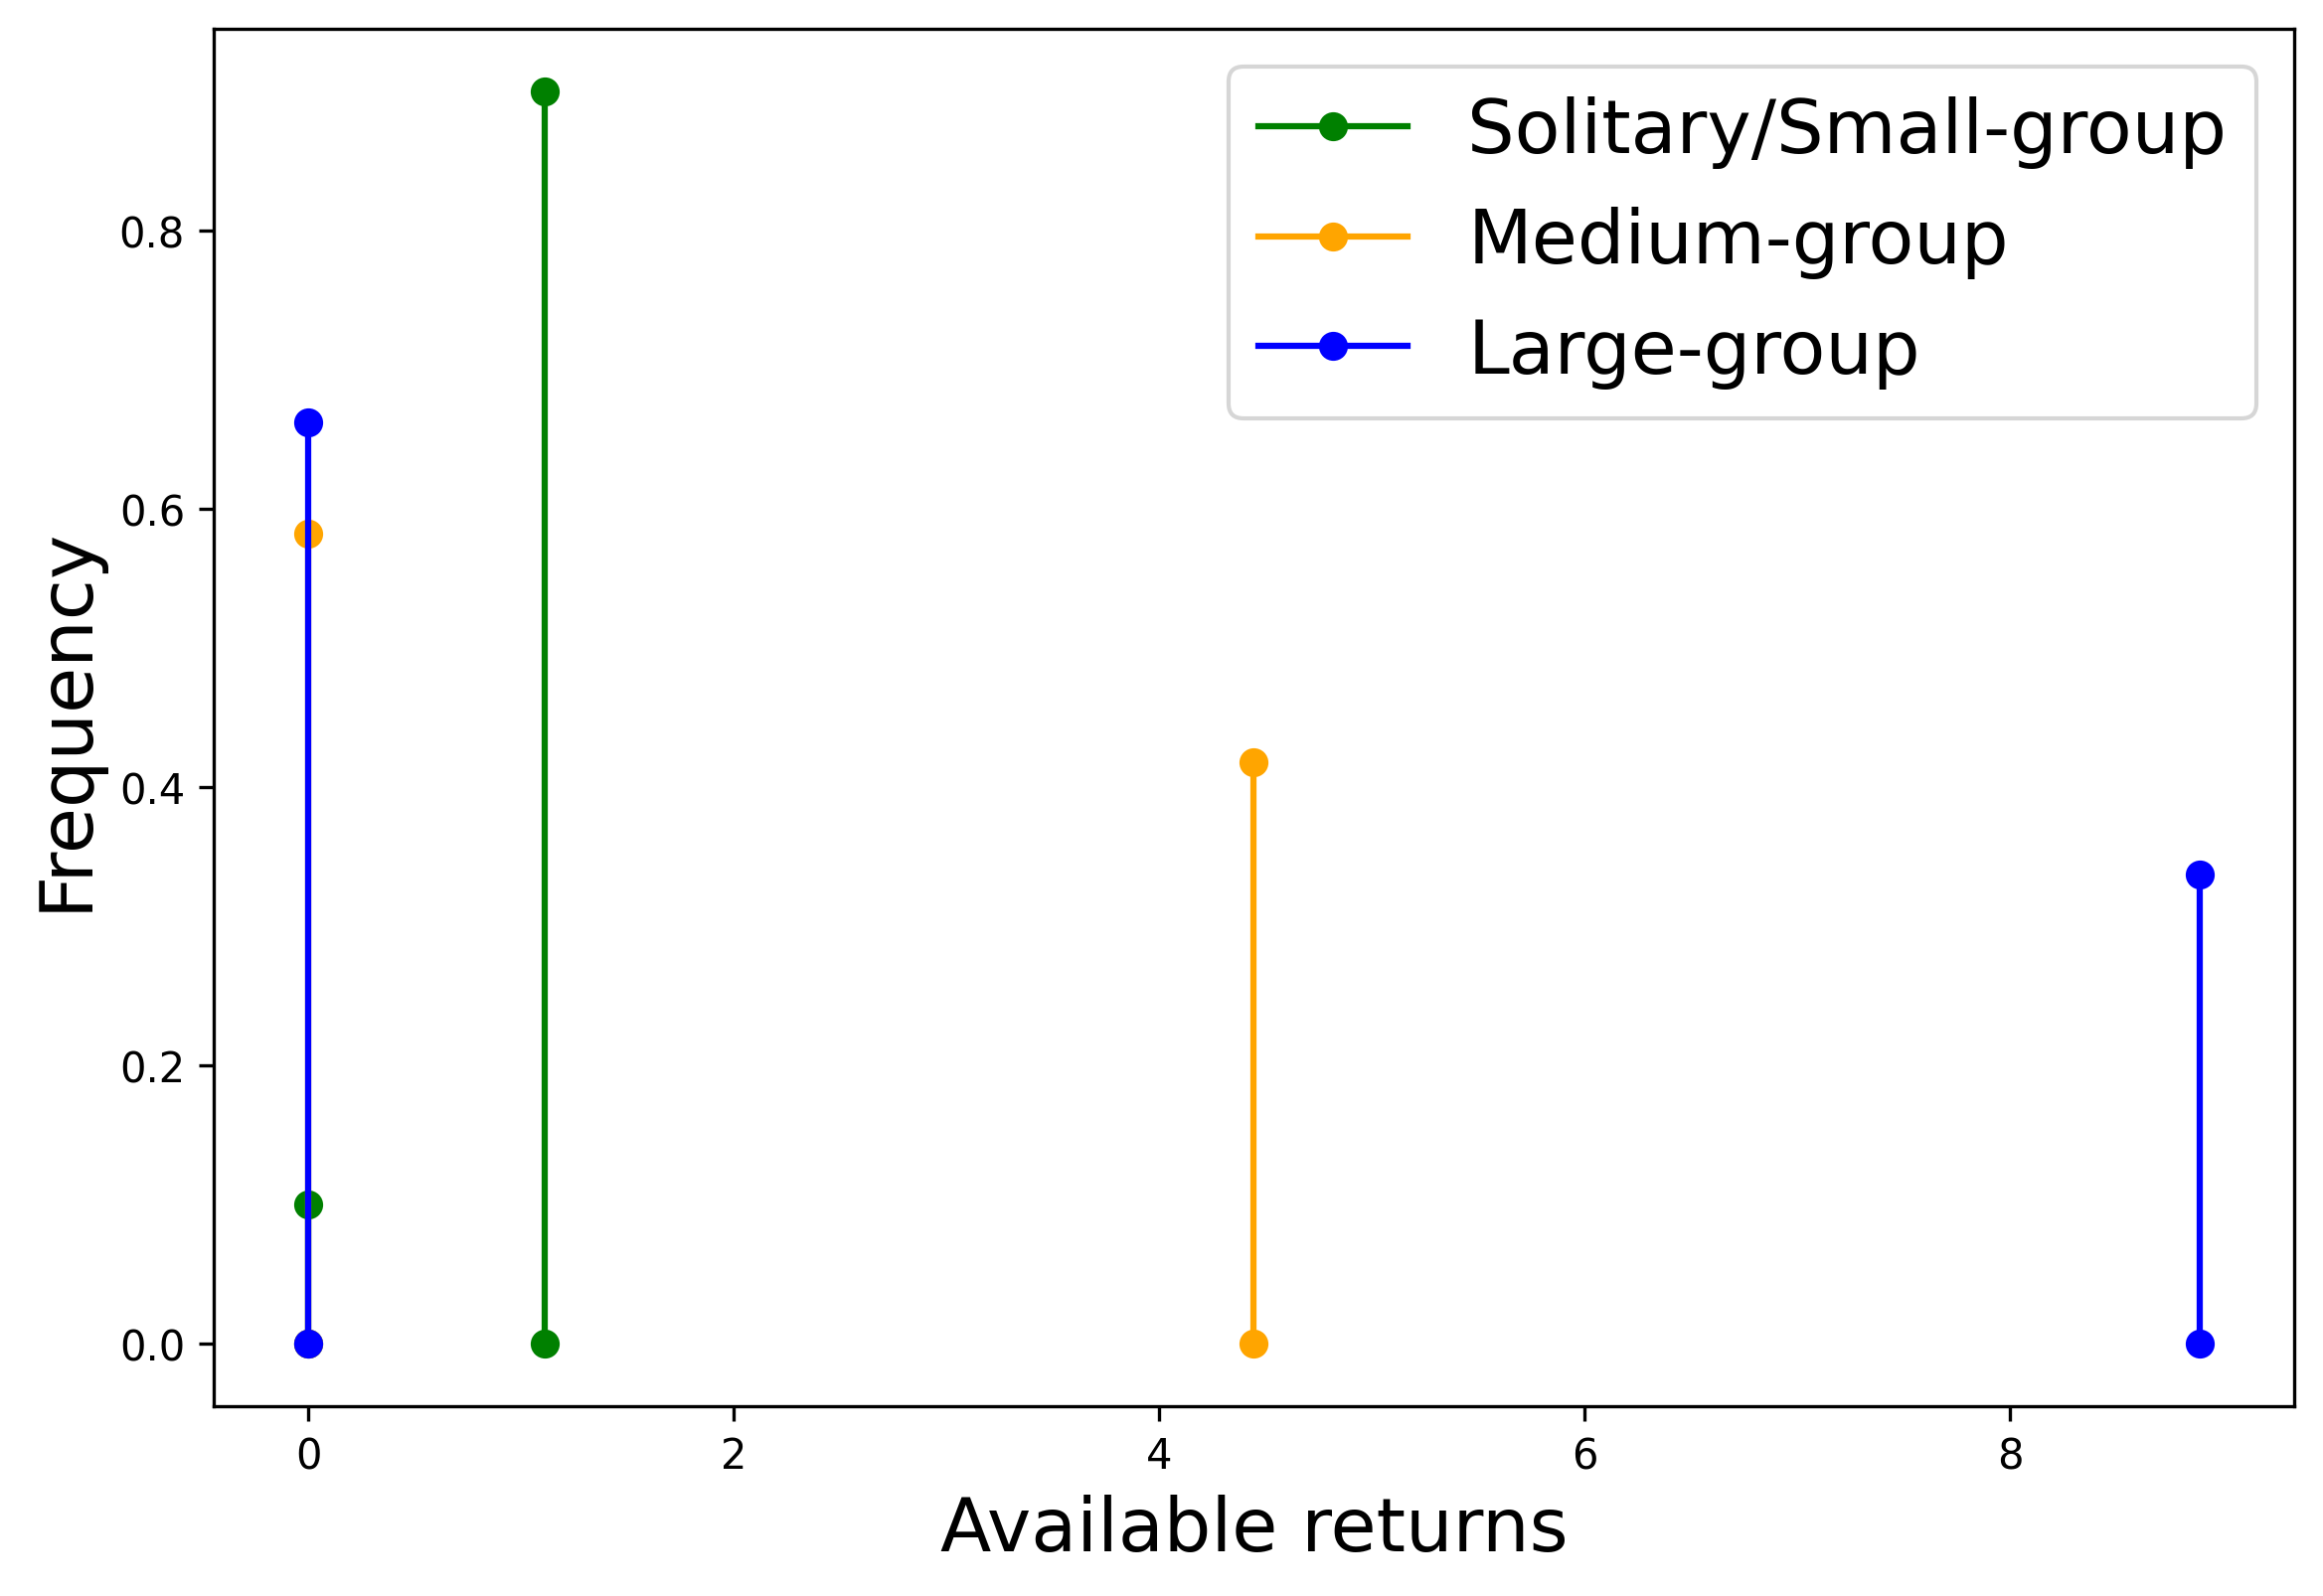 Solitary/Small-group
Medium-group
Large-group
Frequency
0.8
0.6
0.4
0.2
0.0
0 2 4 6 8
Available returns